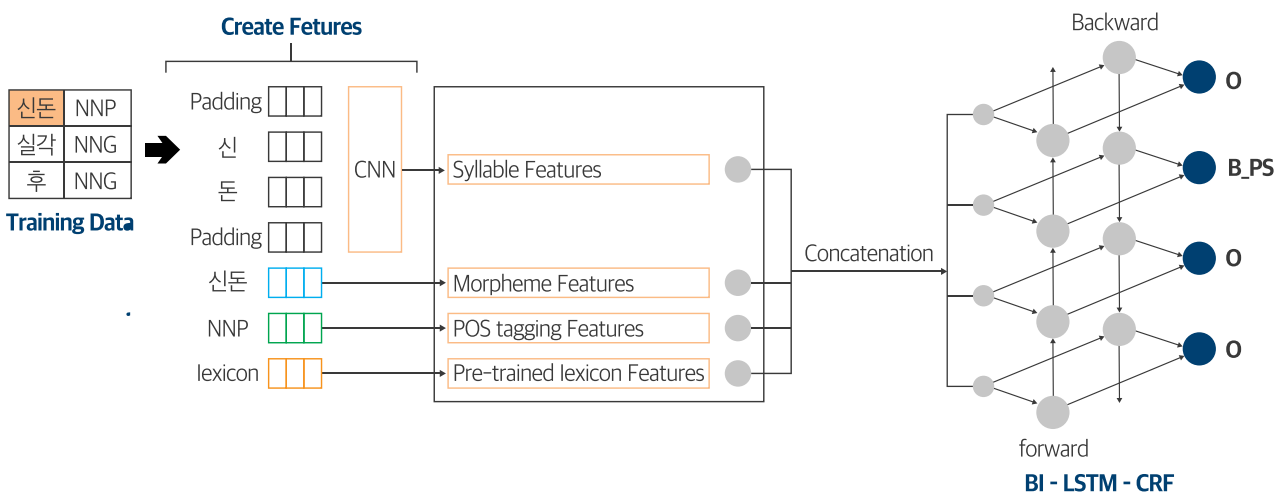 Create Fetures
Backward
신돈 NNP
실각 NNG
후 NNG
Training Data
Padding
신
돈
Padding
신돈
NNP
lexicon
CNN
Syllable Features
Morpheme Features
POS tagging Features
Pre-trained lexicon Features
Concatenation
O
B_PS
O
O
forward
BI - LSTM - CRF